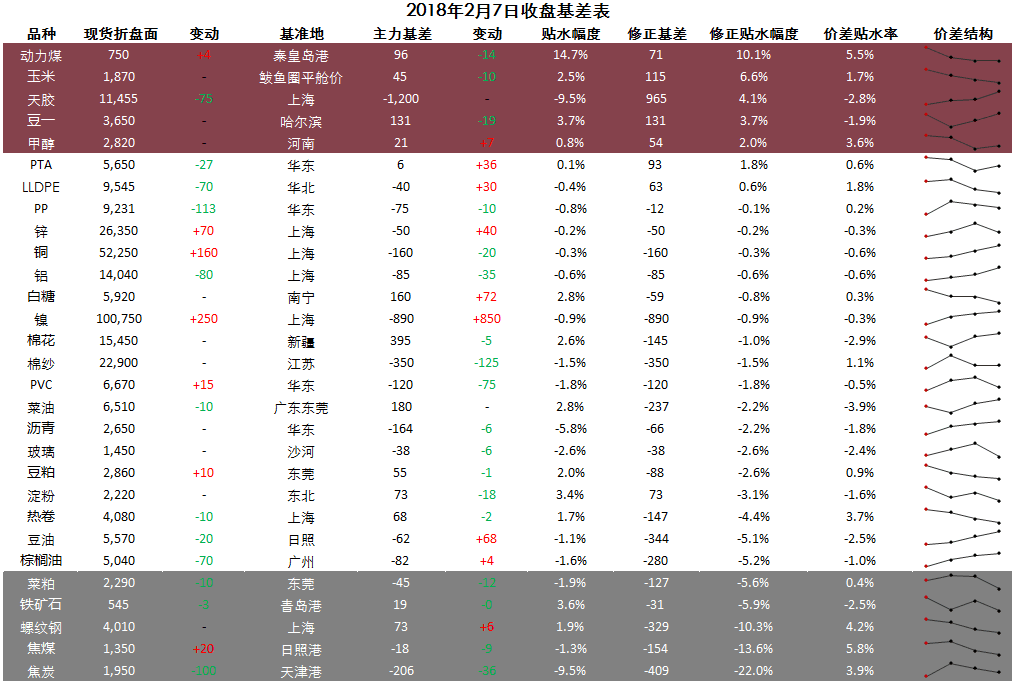 2018年2月7日收盘基差表
品种 现货折盘面 变动 基准地 主力基差 变动 贴水幅度 修正基差 修正贴水幅度 价差贴水率 价差结构
动力煤 750 +4 秦皇岛港 96 -14 14.7% 71 10.1% 5.5%
玉米 1,870 - 鲅鱼圈平舱价 45 -10 2.5% 115 6.6% 1.7%
天胶 11,455 -75 上海 -1,200 - -9.5% 965 4.1% -2.8%
豆一 3,650 - 哈尔滨 131 -19 3.7% 131 3.7% -1.9%
甲醇 2,820 - 河南 21 +7 0.8% 54 2.0% 3.6%
PTA 5,650 -27 华东 6 +36 0.1% 93 1.8% 0.6%
LLDPE 9,545 -70 华北 -40 +30 -0.4% 63 0.6% 1.8%
PP 9,231 -113 华东 -75 -10 -0.8% -12 -0.1% 0.2%
锌 26,350 +70 上海 -50 +40 -0.2% -50 -0.2% -0.3%
铜 52,250 +160 上海 -160 -20 -0.3% -160 -0.3% -0.6%
铝 14,040 -80 上海 -85 -35 -0.6% -85 -0.6% -0.6%
白糖 5,920 - 南宁 160 +72 2.8% -59 -0.8% 0.3%
镍 100,750 +250 上海 -890 +850 -0.9% -890 -0.9% -0.3%
棉花 15,450 - 新疆 395 -5 2.6% -145 -1.0% -2.9%
棉纱 22,900 - 江苏 -350 -125 -1.5% -350 -1.5% 1.1%
PVC 6,670 +15 华东 -120 -75 -1.8% -120 -1.8% -0.5%
菜油 6,510 -10 广东东莞 180 - 2.8% -237 -2.2% -3.9%
沥青 2,650 - 华东 -164 -6 -5.8% -66 -2.2% -1.8%
玻璃 1,450 - 沙河 -38 -6 -2.6% -38 -2.6% -2.4%
豆粕 2,860 +10 东莞 55 -1 2.0% -88 -2.6% 0.9%
淀粉 2,220 - 东北 73 -18 3.4% 73 -3.1% -1.6%
热卷 4,080 -10 上海 68 -2 1.7% -147 -4.4% 3.7%
豆油 5,570 -20 日照 -62 +68 -1.1% -344 -5.1% -2.5%
棕榈油 5,040 -70 广州 -82 +4 -1.6% -280 -5.2% -1.0%
菜粕 2,290 -10 东莞 -45 -12 -1.9% -127 -5.6% 0.4%
铁矿石 545 -3 青岛港 19 -0 3.6% -31 -5.9% -2.5%
螺纹钢 4,010 - 上海 73 +6 1.9% -329 -10.3% 4.2%
焦煤 1,350 +20 日照港 -18 -9 -1.3% -154 -13.6% 5.8%
焦炭 1,950 -100 天津港 -206 -36 -9.5% -409 -22.0% 3.9%